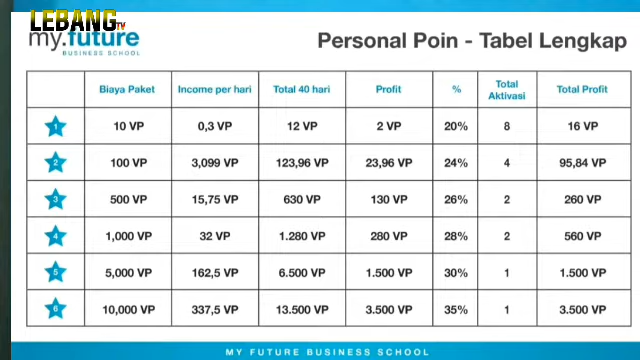 LEBANG TV
my.future
BUSINESS SCHOOL
Personal Poin - Tabel Lengkap
Biaya Paket Income per hari Total 40 hari Profit % Total Aktivasi Total Profit
1 10 VP 0,3 VP 12 VP 2 VP 20% 8 16 VP
2 100 VP 3,099 VP 123,96 VP 23,96 VP 24% 4 95,84 VP
3 500 VP 15,75 VP 630 VP 130 VP 26% 2 260 VP
4 1,000 VP 32 VP 1.280 VP 280 VP 28% 2 560 VP
5 5,000 VP 162,5 VP 6.500 VP 1.500 VP 30% 1 1.500 VP
6 10,000 VP 337,5 VP 13.500 VP 3.500 VP 35% 1 3.500 VP
MY FUTURE BUSINESS SCHOOL